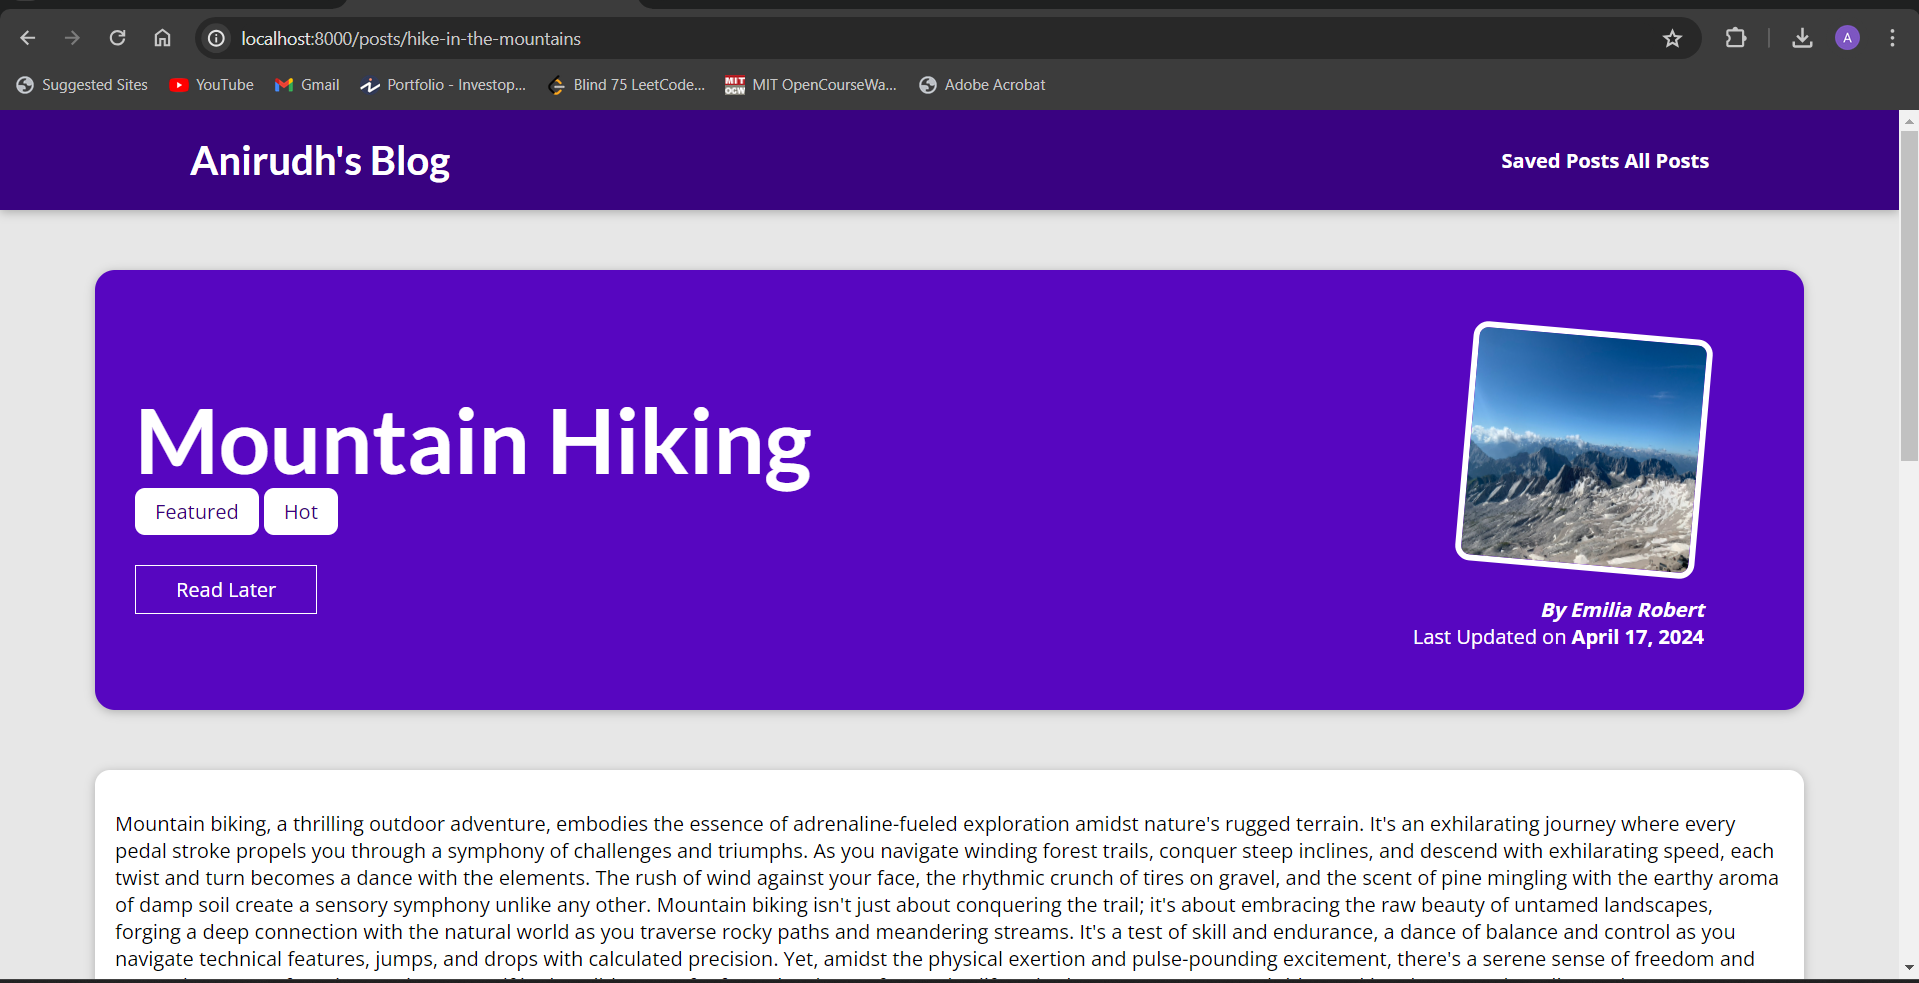 localhost:8000/posts/hike-in-the-mountains
A
Suggested Sites YouTube Gmail Portfolio - Investop... Blind 75 LeetCode... MIT OpenCourseWa... Adobe Acrobat
Anirudh's Blog
Saved Posts All Posts
Mountain Hiking
Featured Hot
Read Later
By Emilia Robert
Last Updated on April 17, 2024
Mountain biking, a thrilling outdoor adventure, embodies the essence of adrenaline-fueled exploration amidst nature's rugged terrain. It's an exhilarating journey where every
pedal stroke propels you through a symphony of challenges and triumphs. As you navigate winding forest trails, conquer steep inclines, and descend with exhilarating speed, each
twist and turn becomes a dance with the elements. The rush of wind against your face, the rhythmic crunch of tires on gravel, and the scent of pine mingling with the earthy aroma
of damp soil create a sensory symphony unlike any other. Mountain biking isn't just about conquering the trail; it's about embracing the raw beauty of untamed landscapes,
forging a deep connection with the natural world as you traverse rocky paths and meandering streams. It's a test of skill and endurance, a dance of balance and control as you
navigate technical features, jumps, and drops with calculated precision. Yet, amidst the physical exertion and pulse-pounding excitement, there's a serene sense of freedom and